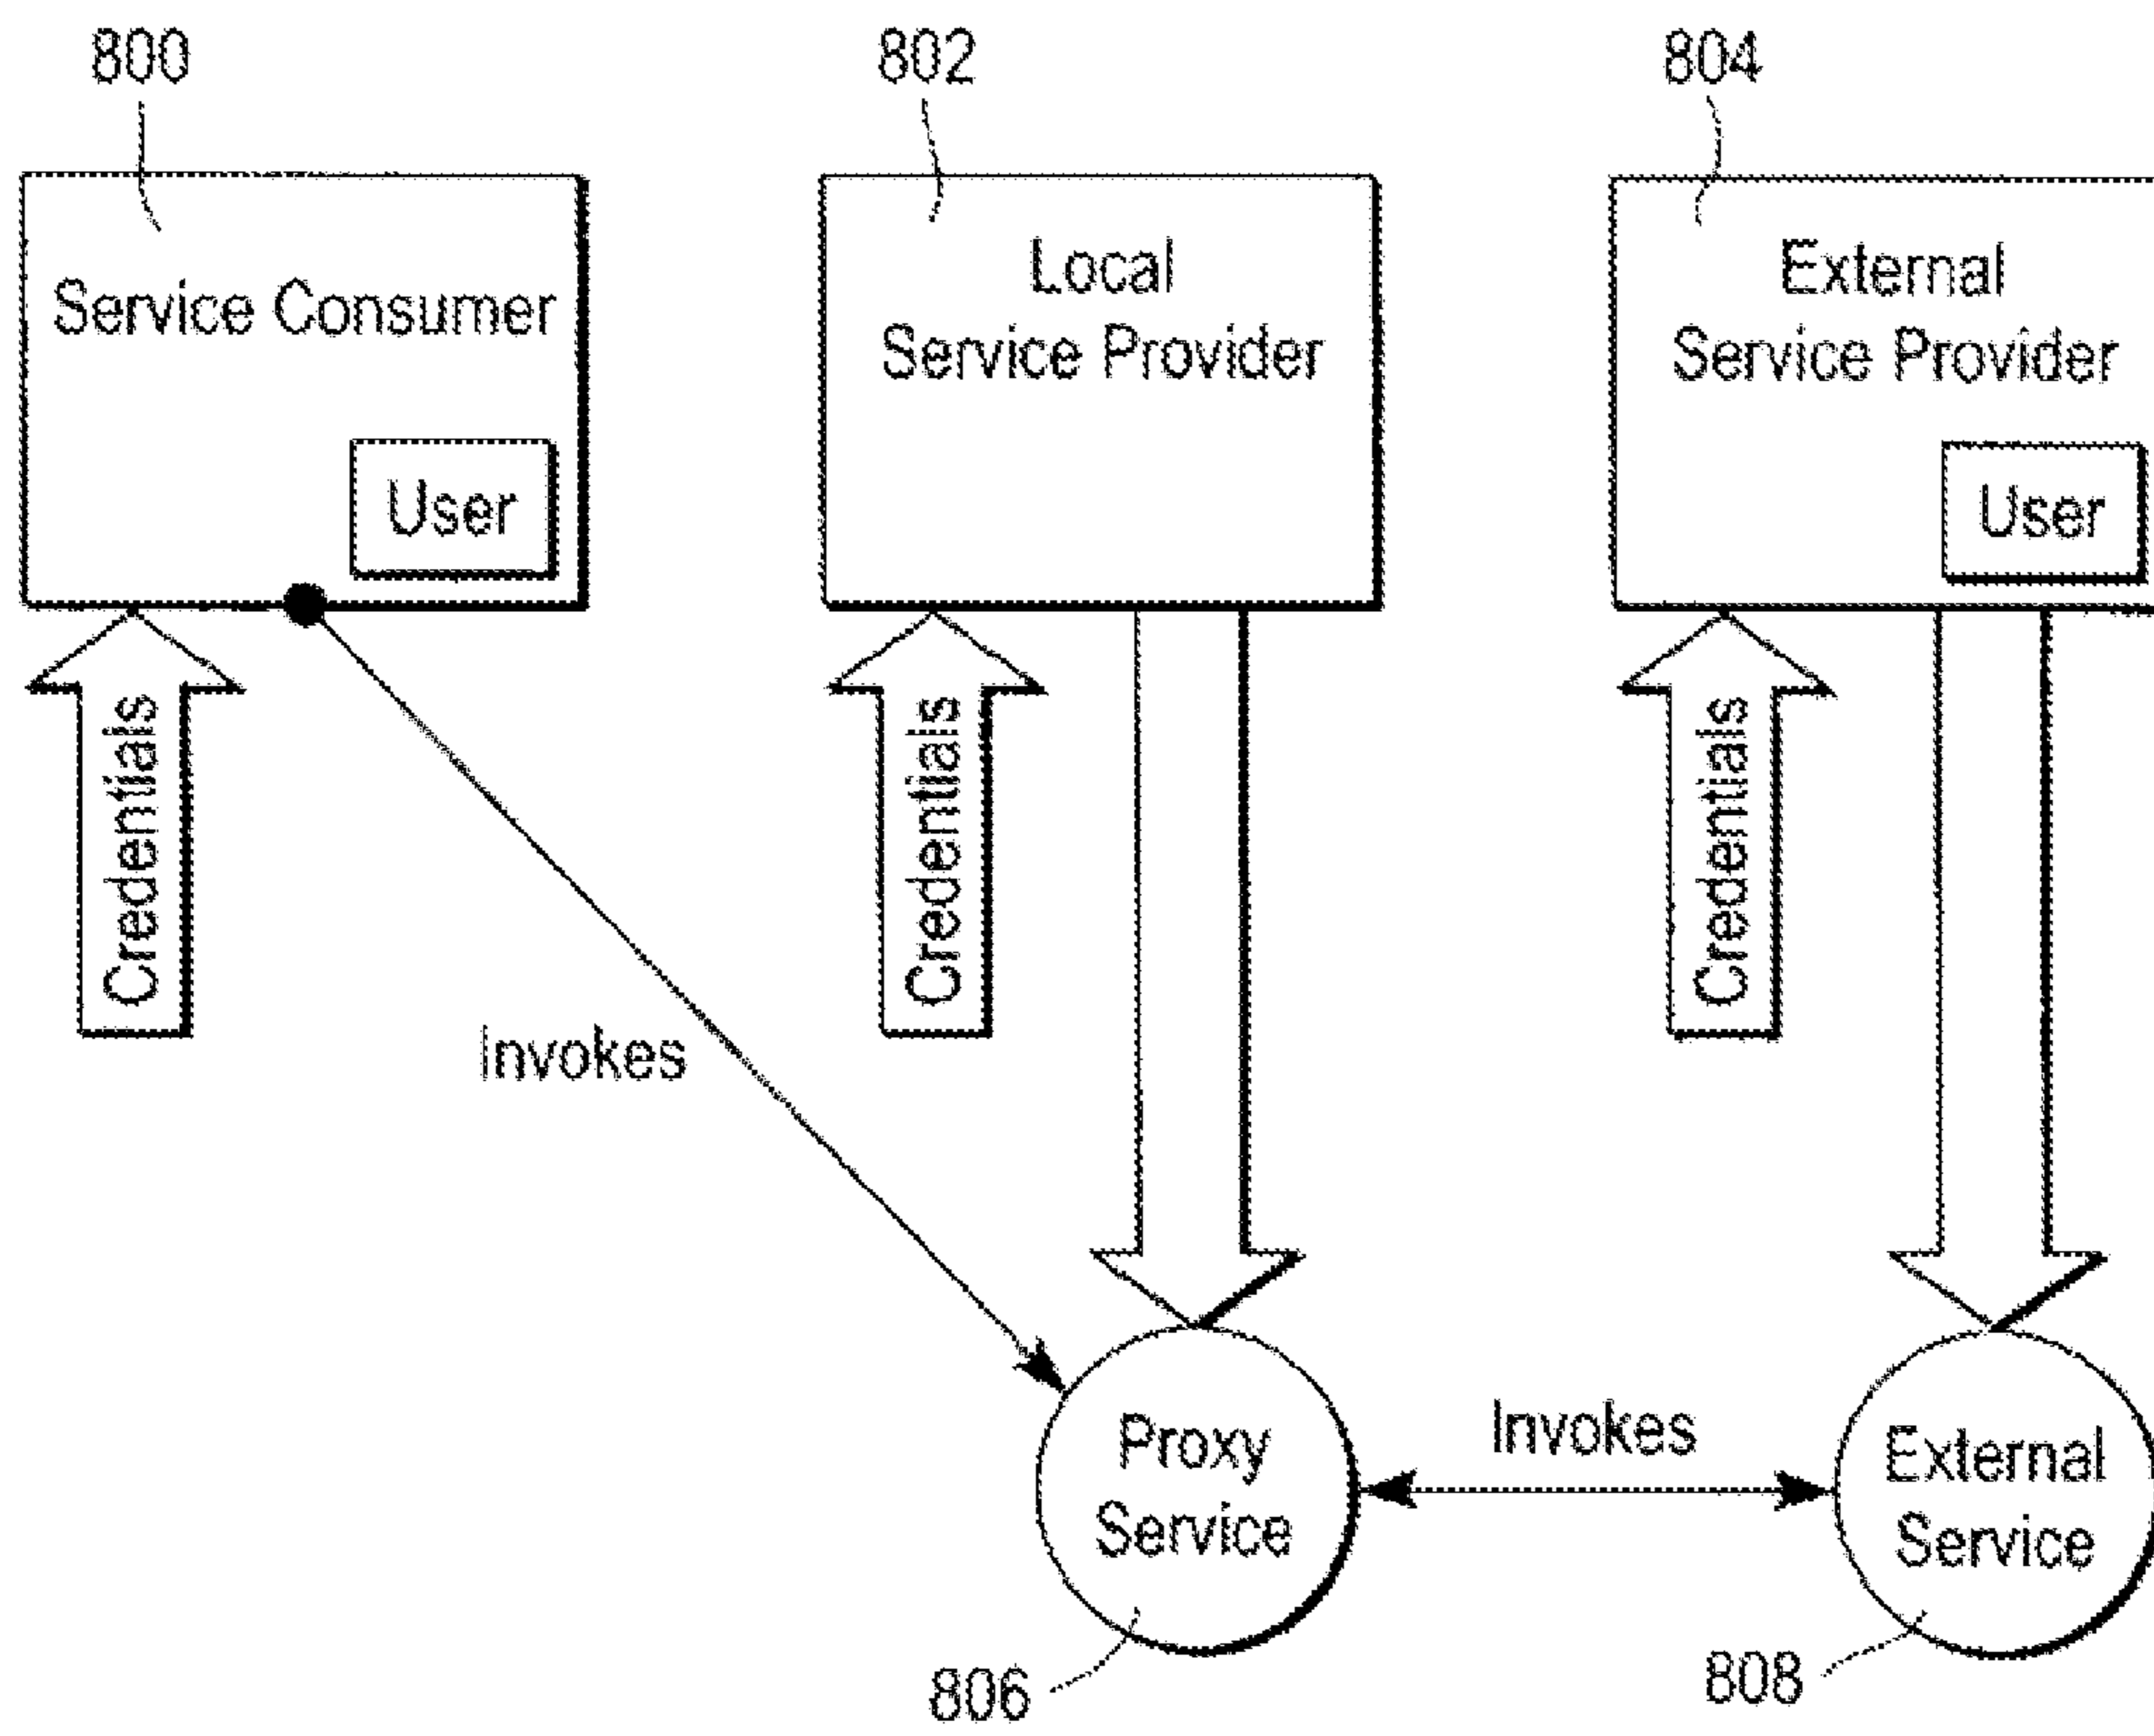 800
802
804
Service Consumer
User
Local
Service Provider
External
Service Provider
User
Credentials
Credentials
Credentials
Invokes
Invokes
Proxy
Service
External
Service
806
808